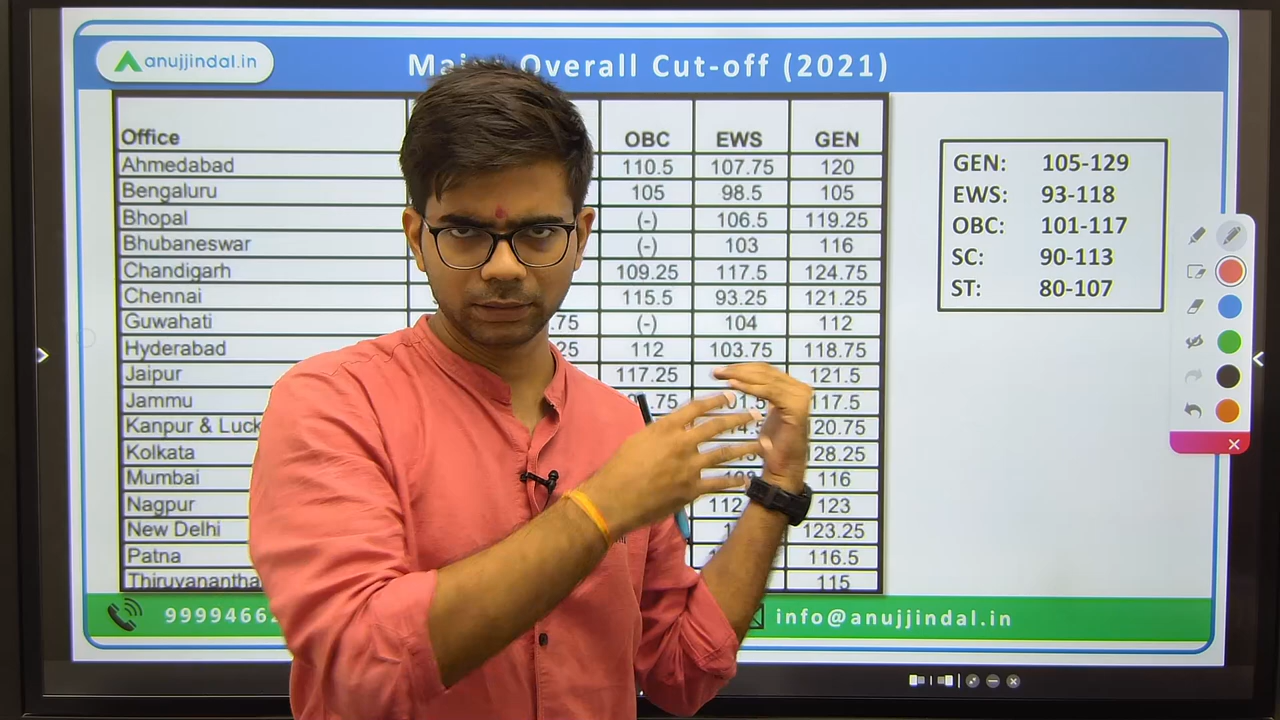 anujjindal.in
Overall Cut-off (2021)
Office OBC EWS GEN
Ahmedabad 110.5 107.75 120
Bengaluru 105 98.5 105
Bhopal (-) 106.5 119.25
Bhubaneswar (-) 103 116
Chandigarh 109.25 117.5 124.75
Chennai 115.5 93.25 121.25
Guwahati .75 (-) 104 112
Hyderabad 25 112 103.75 118.75
Jaipur 117.25 121.5
Jammu .75 01.5 117.5
Kanpur & Luck 120.75
Kolkata 128.25
Mumbai 116
Nagpur 112 123
New Delhi 123.25
Patna 116.5
Thiruvanantha 115
GEN: 105-129
EWS: 93-118
OBC: 101-117
SC: 90-113
ST: 80-107
9999466
info@anujjindal.in